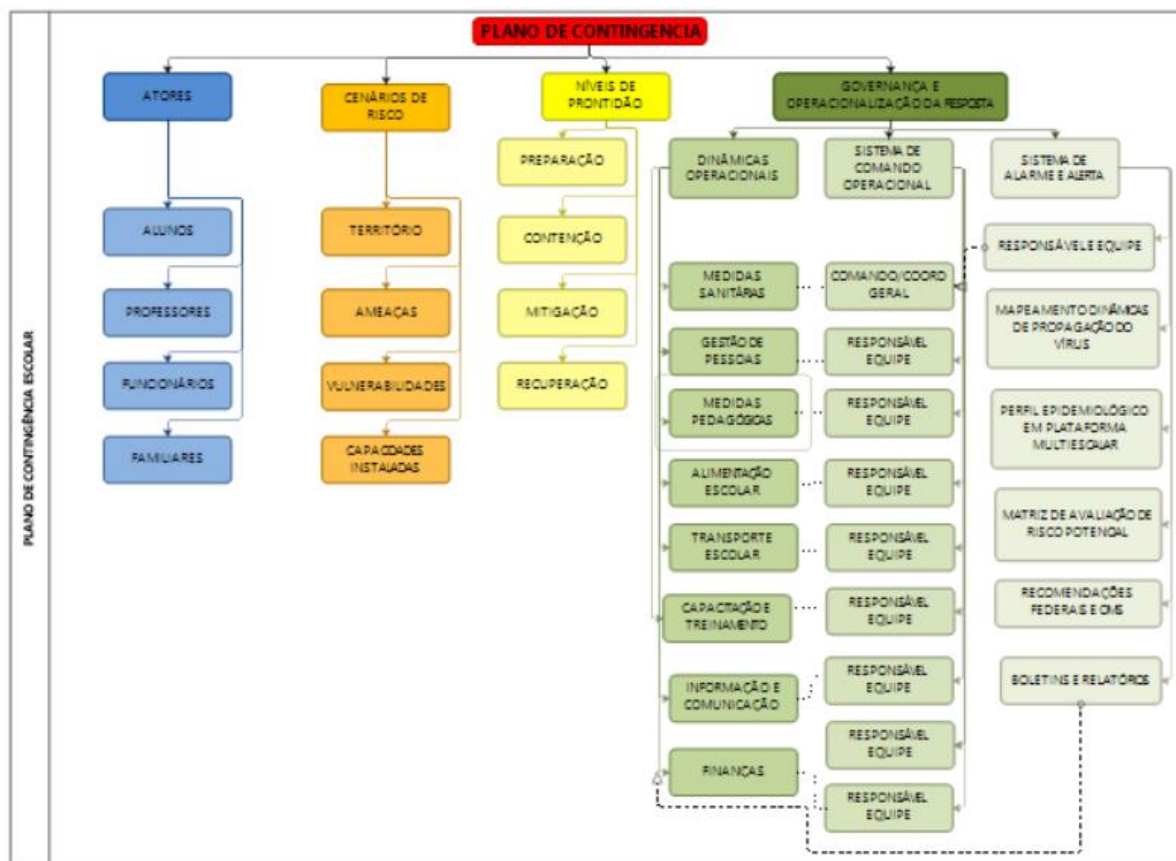 PLANO DE CONTINGÊNCIA ESCOLAR
PLANO DE CONTINGENCIA
ATORES
ALUNOS
PROFESSORES
FUNCIONÁRIOS
FAMILIARES
CENÁRIOS DE
RISCO
TERRITÓRIO
AMEAÇAS
VULNERABILIDADES
CAPACIDADES
INSTALADAS
NÍVEIS DE
PRONTIDÃO
PREPARAÇÃO
CONTENÇÃO
MITIGAÇÃO
RECUPERAÇÃO
GOVERNANÇA E
OPERACIONALIZAÇÃO DA RESPOSTA
DINÂMICAS
OPERACIONAIS
MEDIDAS
SANITÁRIAS
GESTÃO DE
PESSOAS
MEDIDAS
PEDAGÓGICAS
ALIMENTAÇÃO
ESCOLAR
TRANSPORTE
ESCOLAR
CAPACITAÇÃO E
TREINAMENTO
INFORMAÇÃO E
COMUNICAÇÃO
FINANÇAS
SISTEMA DE
COMANDO
OPERACIONAL
COMANDO/COORD
GERAL
RESPONSÁVEL
EQUIPE
RESPONSÁVEL
EQUIPE
RESPONSÁVEL
EQUIPE
RESPONSÁVEL
EQUIPE
RESPONSÁVEL
EQUIPE
RESPONSÁVEL
EQUIPE
RESPONSÁVEL
EQUIPE
RESPONSÁVEL
EQUIPE
SISTEMA DE
ALARME E ALERTA
RESPONSÁVEL E EQUIPE
MAPEAMENTO DINÂMICAS
DE PROPAGAÇÃO DO
VÍRUS
PERFIL EPIDEMIOLÓGICO
EM PLATAFORMA
MULTIESCALAR
MATRIZ DE AVALIAÇÃO DE
RISCO POTENCIAL
RECOMENDAÇÕES
FEDERAIS E OMS
BOLETINS E RELATÓRIOS